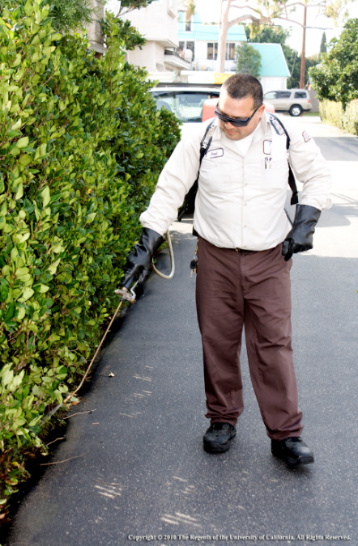 Copyright © 2010 The Regents of the University of California. All Rights Reserved.